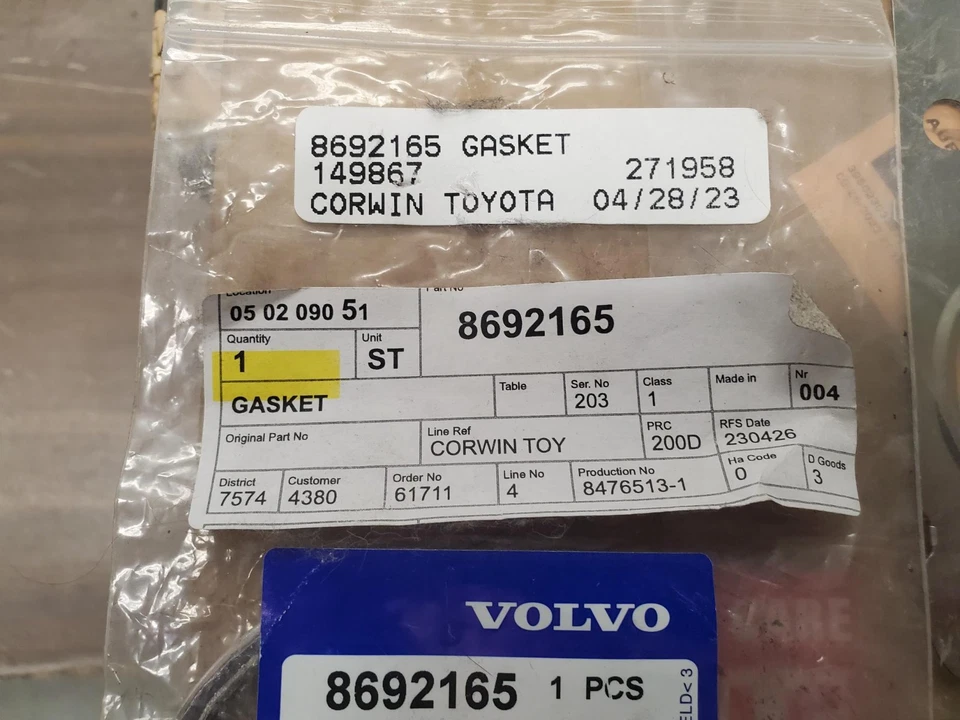 8692165 GASKET
149867 271958
CORWIN TOYOTA 04/28/23
Location Part No
05 02 090 51 8692165
Quantity Unit
1 ST
GASKET Table Ser. No 203 Class 1 Made in Nr 004
Original Part No Line Ref CORWIN TOY PRC 200D RFS Date 230426
District 7574 Customer 4380 Order No 61711 Line No 4 Production No 8476513-1 Ha Code 0 D Goods 3
VOLVO
8692165 1 PCS
ELD< 3